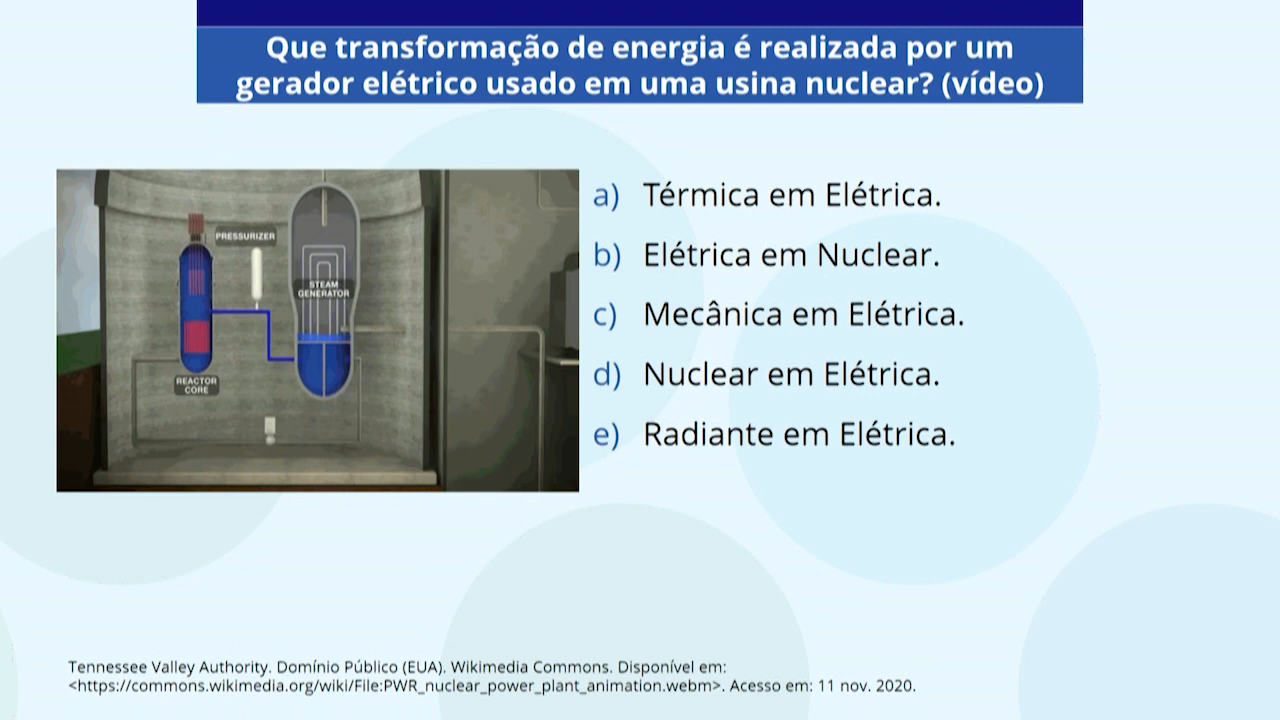 Que transformação de energia é realizada por um
gerador elétrico usado em uma usina nuclear? (vídeo)
PRESSURIZER
STEAM
GENERATOR
REACTOR
CORE
a) Térmica em Elétrica.
b) Elétrica em Nuclear.
c) Mecânica em Elétrica.
d) Nuclear em Elétrica.
e) Radiante em Elétrica.
Tennessee Valley Authority. Domínio Público (EUA). Wikimedia Commons. Disponível em:
<https://commons.wikimedia.org/wiki/File:PWR_nuclear_power_plant_animation.webm>. Acesso em: 11 nov. 2020.